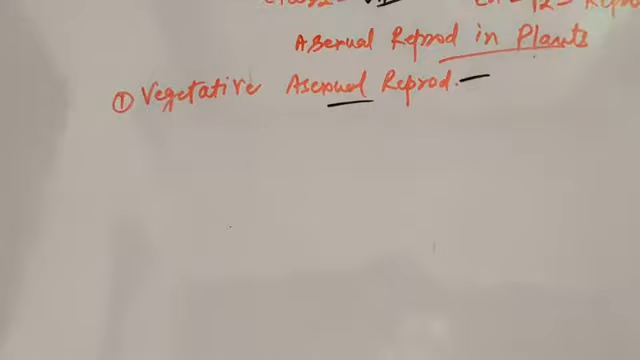 Asexual Reprod in Plants
① Vegetative Asexual Reprod.—